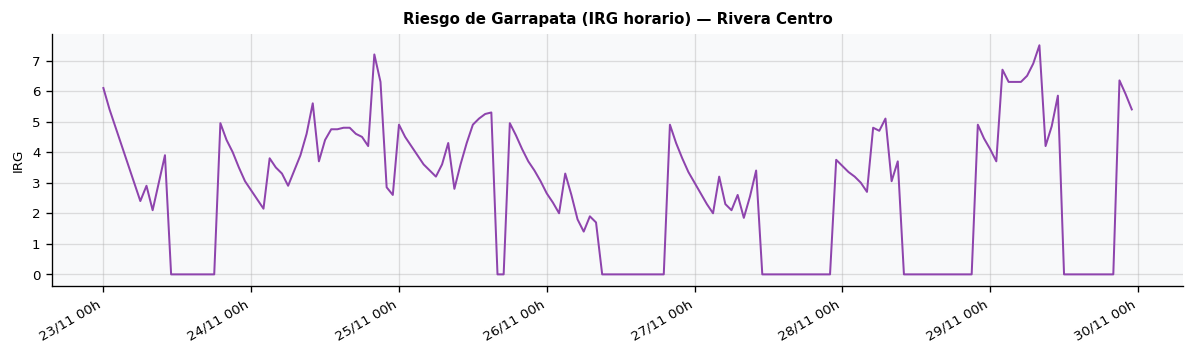 Riesgo de Garrapata (IRG horario) — Rivera Centro
IRG
7
6
5
4
3
2
1
0
23/11 00h
24/11 00h
25/11 00h
26/11 00h
27/11 00h
28/11 00h
29/11 00h
30/11 00h